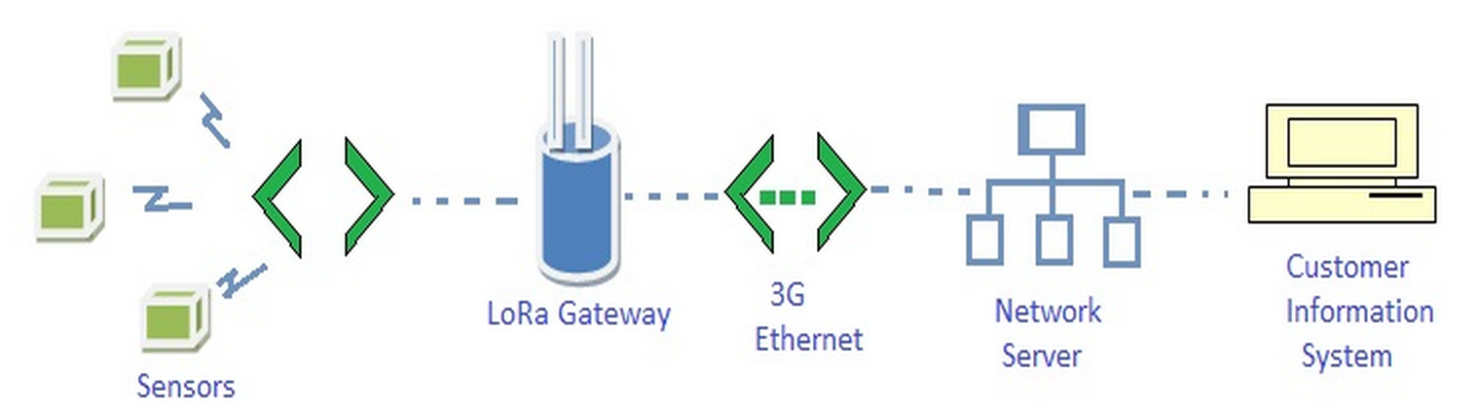 Sensors
LoRa Gateway
3G
Ethernet
Network
Server
Customer
Information
System